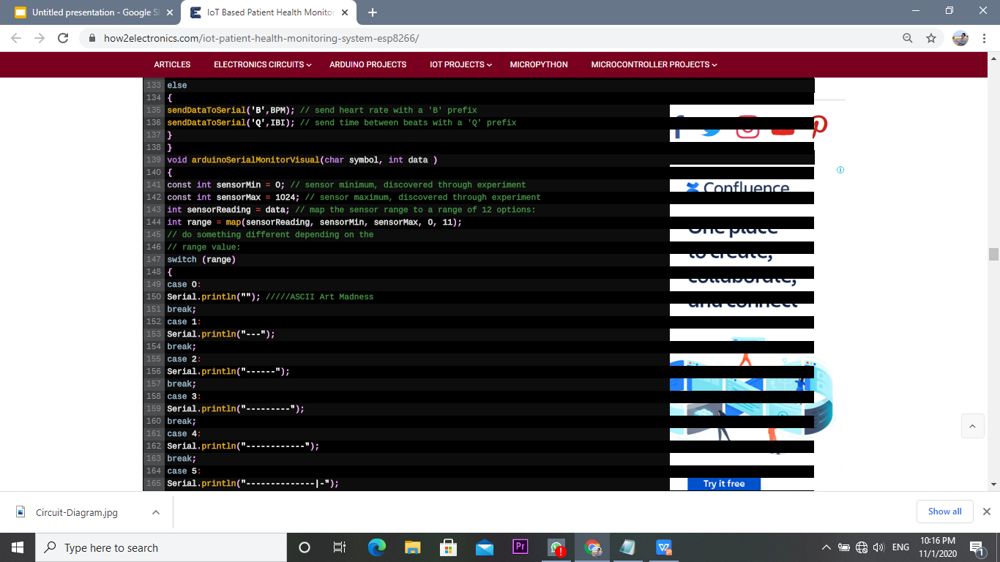 Untitled presentation - Google Sl
IoT Based Patient Health Monitor
how2electronics.com/iot-patient-health-monitoring-system-esp8266/
ARTICLES ELECTRONICS CIRCUITS ARDUINO PROJECTS IOT PROJECTS MICROPYTHON MICROCONTROLLER PROJECTS
133 else
134 {
135 sendDataToSerial('B',BPM); // send heart rate with a 'B' prefix
136 sendDataToSerial('Q',IBI); // send time between beats with a 'Q' prefix
137 }
138 }
139 void arduinoSerialMonitorVisual(char symbol, int data )
140 {
141 const int sensorMin = 0; // sensor minimum, discovered through experiment
142 const int sensorMax = 1024; // sensor maximum, discovered through experiment
143 int sensorReading = data; // map the sensor range to a range of 12 options:
144 int range = map(sensorReading, sensorMin, sensorMax, 0, 11);
145 // do something different depending on the
146 // range value:
147 switch (range)
148 {
149 case 0:
150 Serial.println(""); /////ASCII Art Madness
151 break;
152 case 1:
153 Serial.println("---");
154 break;
155 case 2:
156 Serial.println("------");
157 break;
158 case 3:
159 Serial.println("---------");
160 break;
161 case 4:
162 Serial.println("------------");
163 break;
164 case 5:
165 Serial.println("--------------|-");
Confluence
One place
to create,
collaborate,
and connect
Try it free
Circuit-Diagram.jpg
Show all
Type here to search
Pr
ENG
10:16 PM
11/1/2020
1